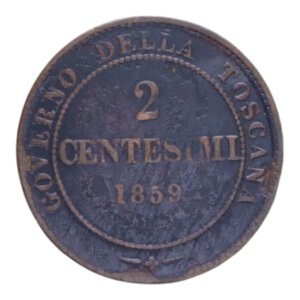 GOVERNO DELLA TOSCANA
2
CENTESIMI
1859